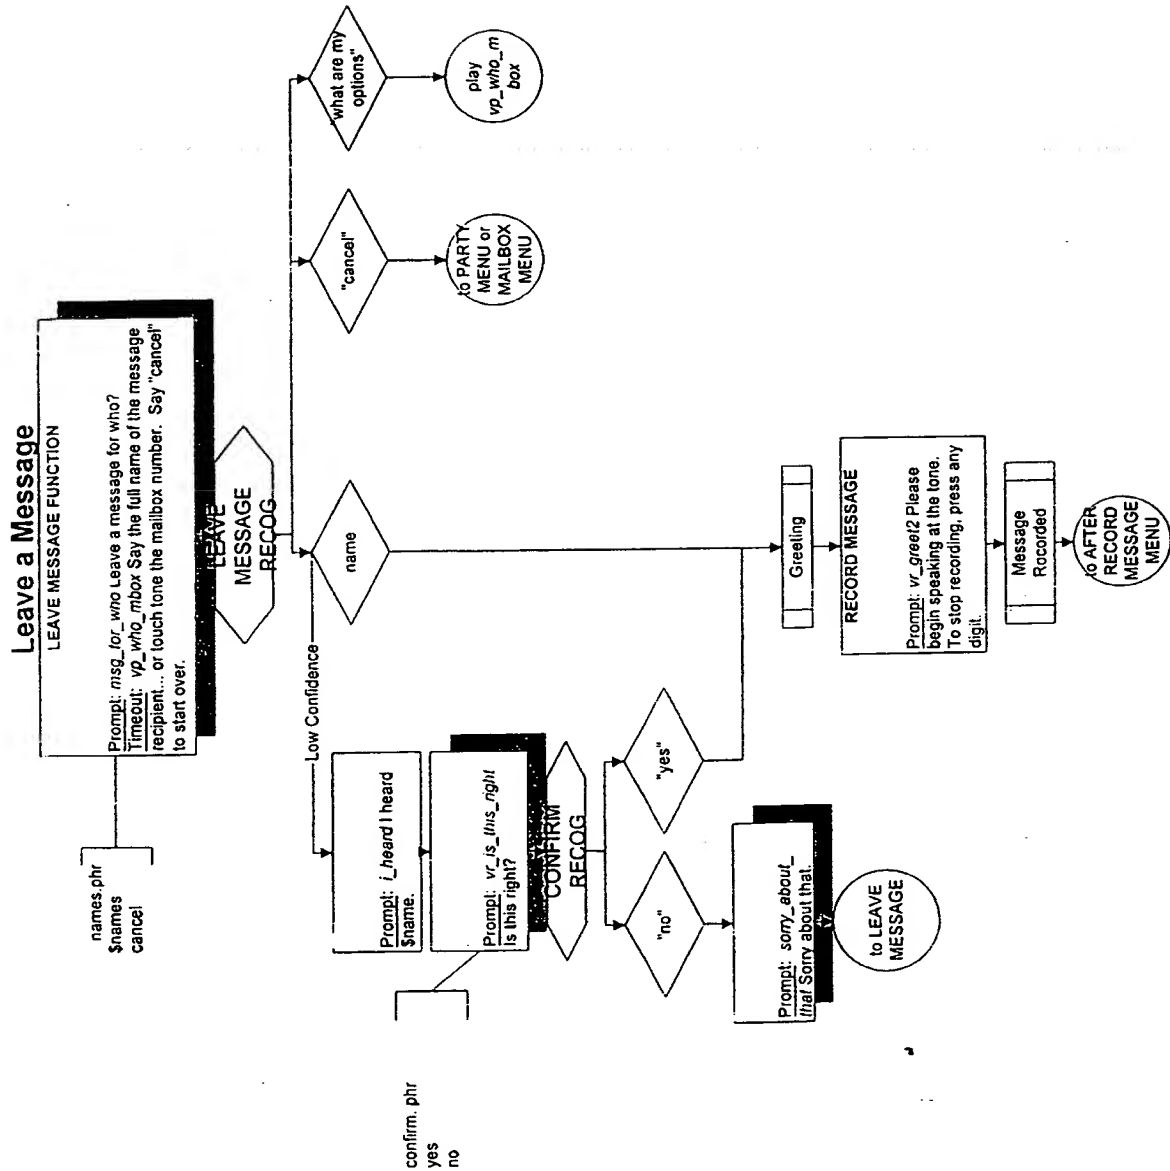 Leave a Message
LEAVE MESSAGE FUNCTION
Prompt: msg_for_who Leave a message for who?
Timeout: vp_who_mbox Say the full name of the message
recipient... or touch tone the mailbox number. Say "cancel"
to start over.
names.phr
$names
cancel
LEAVE
MESSAGE
RECOG
Low Confidence
name
"cancel"
"what are my
options"
to PARTY
MENU or
MAILBOX
MENU
play
vp_who_m
box
Prompt: i_heard I heard
$name.
Prompt: vr_is_this_right
Is this right?
confirm. phr
yes
no
CONFIRM
RECOG
"no"
"yes"
Prompt: sorry_about_
that Sorry about that.
to LEAVE
MESSAGE
Greeting
RECORD MESSAGE
Prompt: vr_greet2 Please
begin speaking at the tone.
To stop recording, press any
digit.
Message
Recorded
to AFTER
RECORD
MESSAGE
MENU